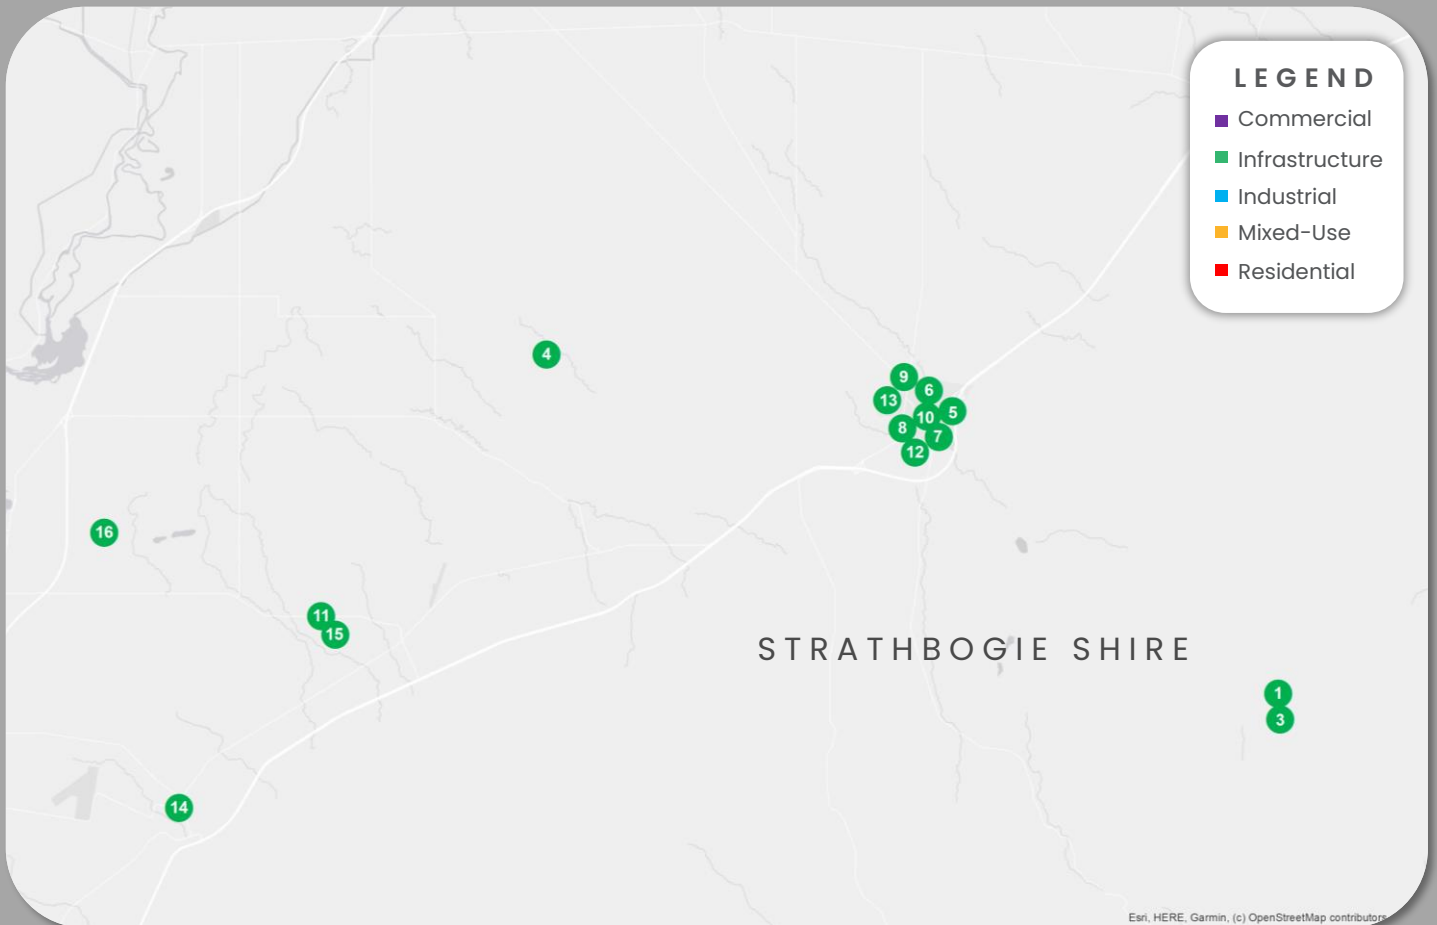 LEGEND
Commercial
Infrastructure
Industrial
Mixed-Use
Residential
4
9
6
13
5
10
8
7
12
16
11
15
STRATHBOGIE SHIRE
1
3
14
Esri, HERE, Garmin, (c) OpenStreetMap contributors